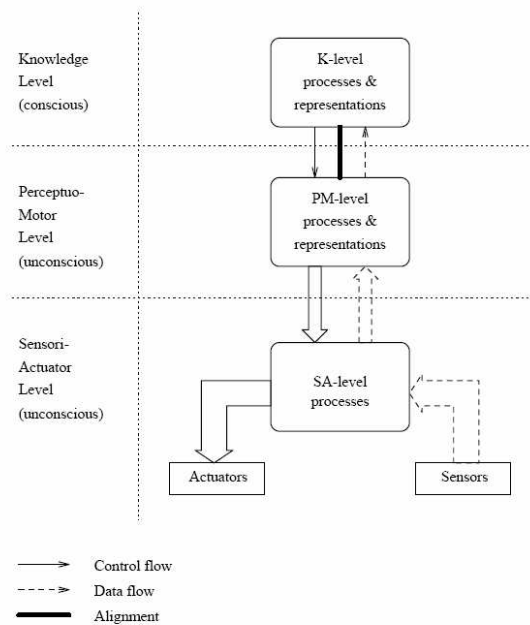 Knowledge
Level
(conscious)
K-level
processes &
representations
Perceptuo-
Motor
Level
(unconscious)
PM-level
processes &
representations
Sensori-
Actuator
Level
(unconscious)
SA-level
processes
Actuators
Sensors
Control flow
Data flow
Alignment